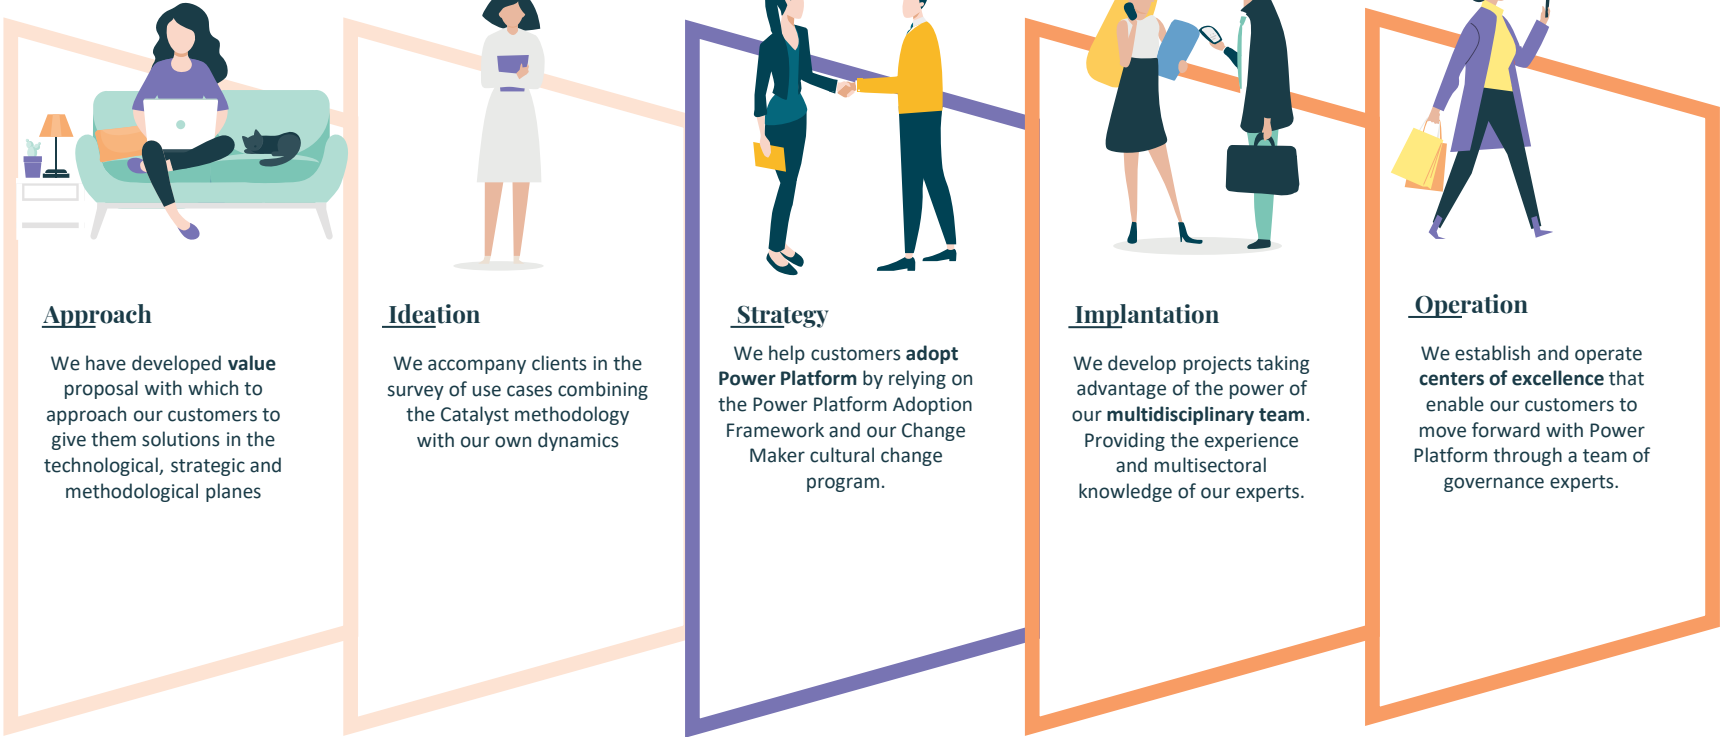 Approach
We have developed value
proposal with which to
approach our customers to
give them solutions in the
technological, strategic and
methodological planes
Ideation
We accompany clients in the
survey of use cases combining
the Catalyst methodology
with our own dynamics
Strategy
We help customers adopt
Power Platform by relying on
the Power Platform Adoption
Framework and our Change
Maker cultural change
program.
Implantation
We develop projects taking
advantage of the power of
our multidisciplinary team.
Providing the experience
and multisectoral
knowledge of our experts.
Operation
We establish and operate
centers of excellence that
enable our customers to
move forward with Power
Platform through a team of
governance experts.